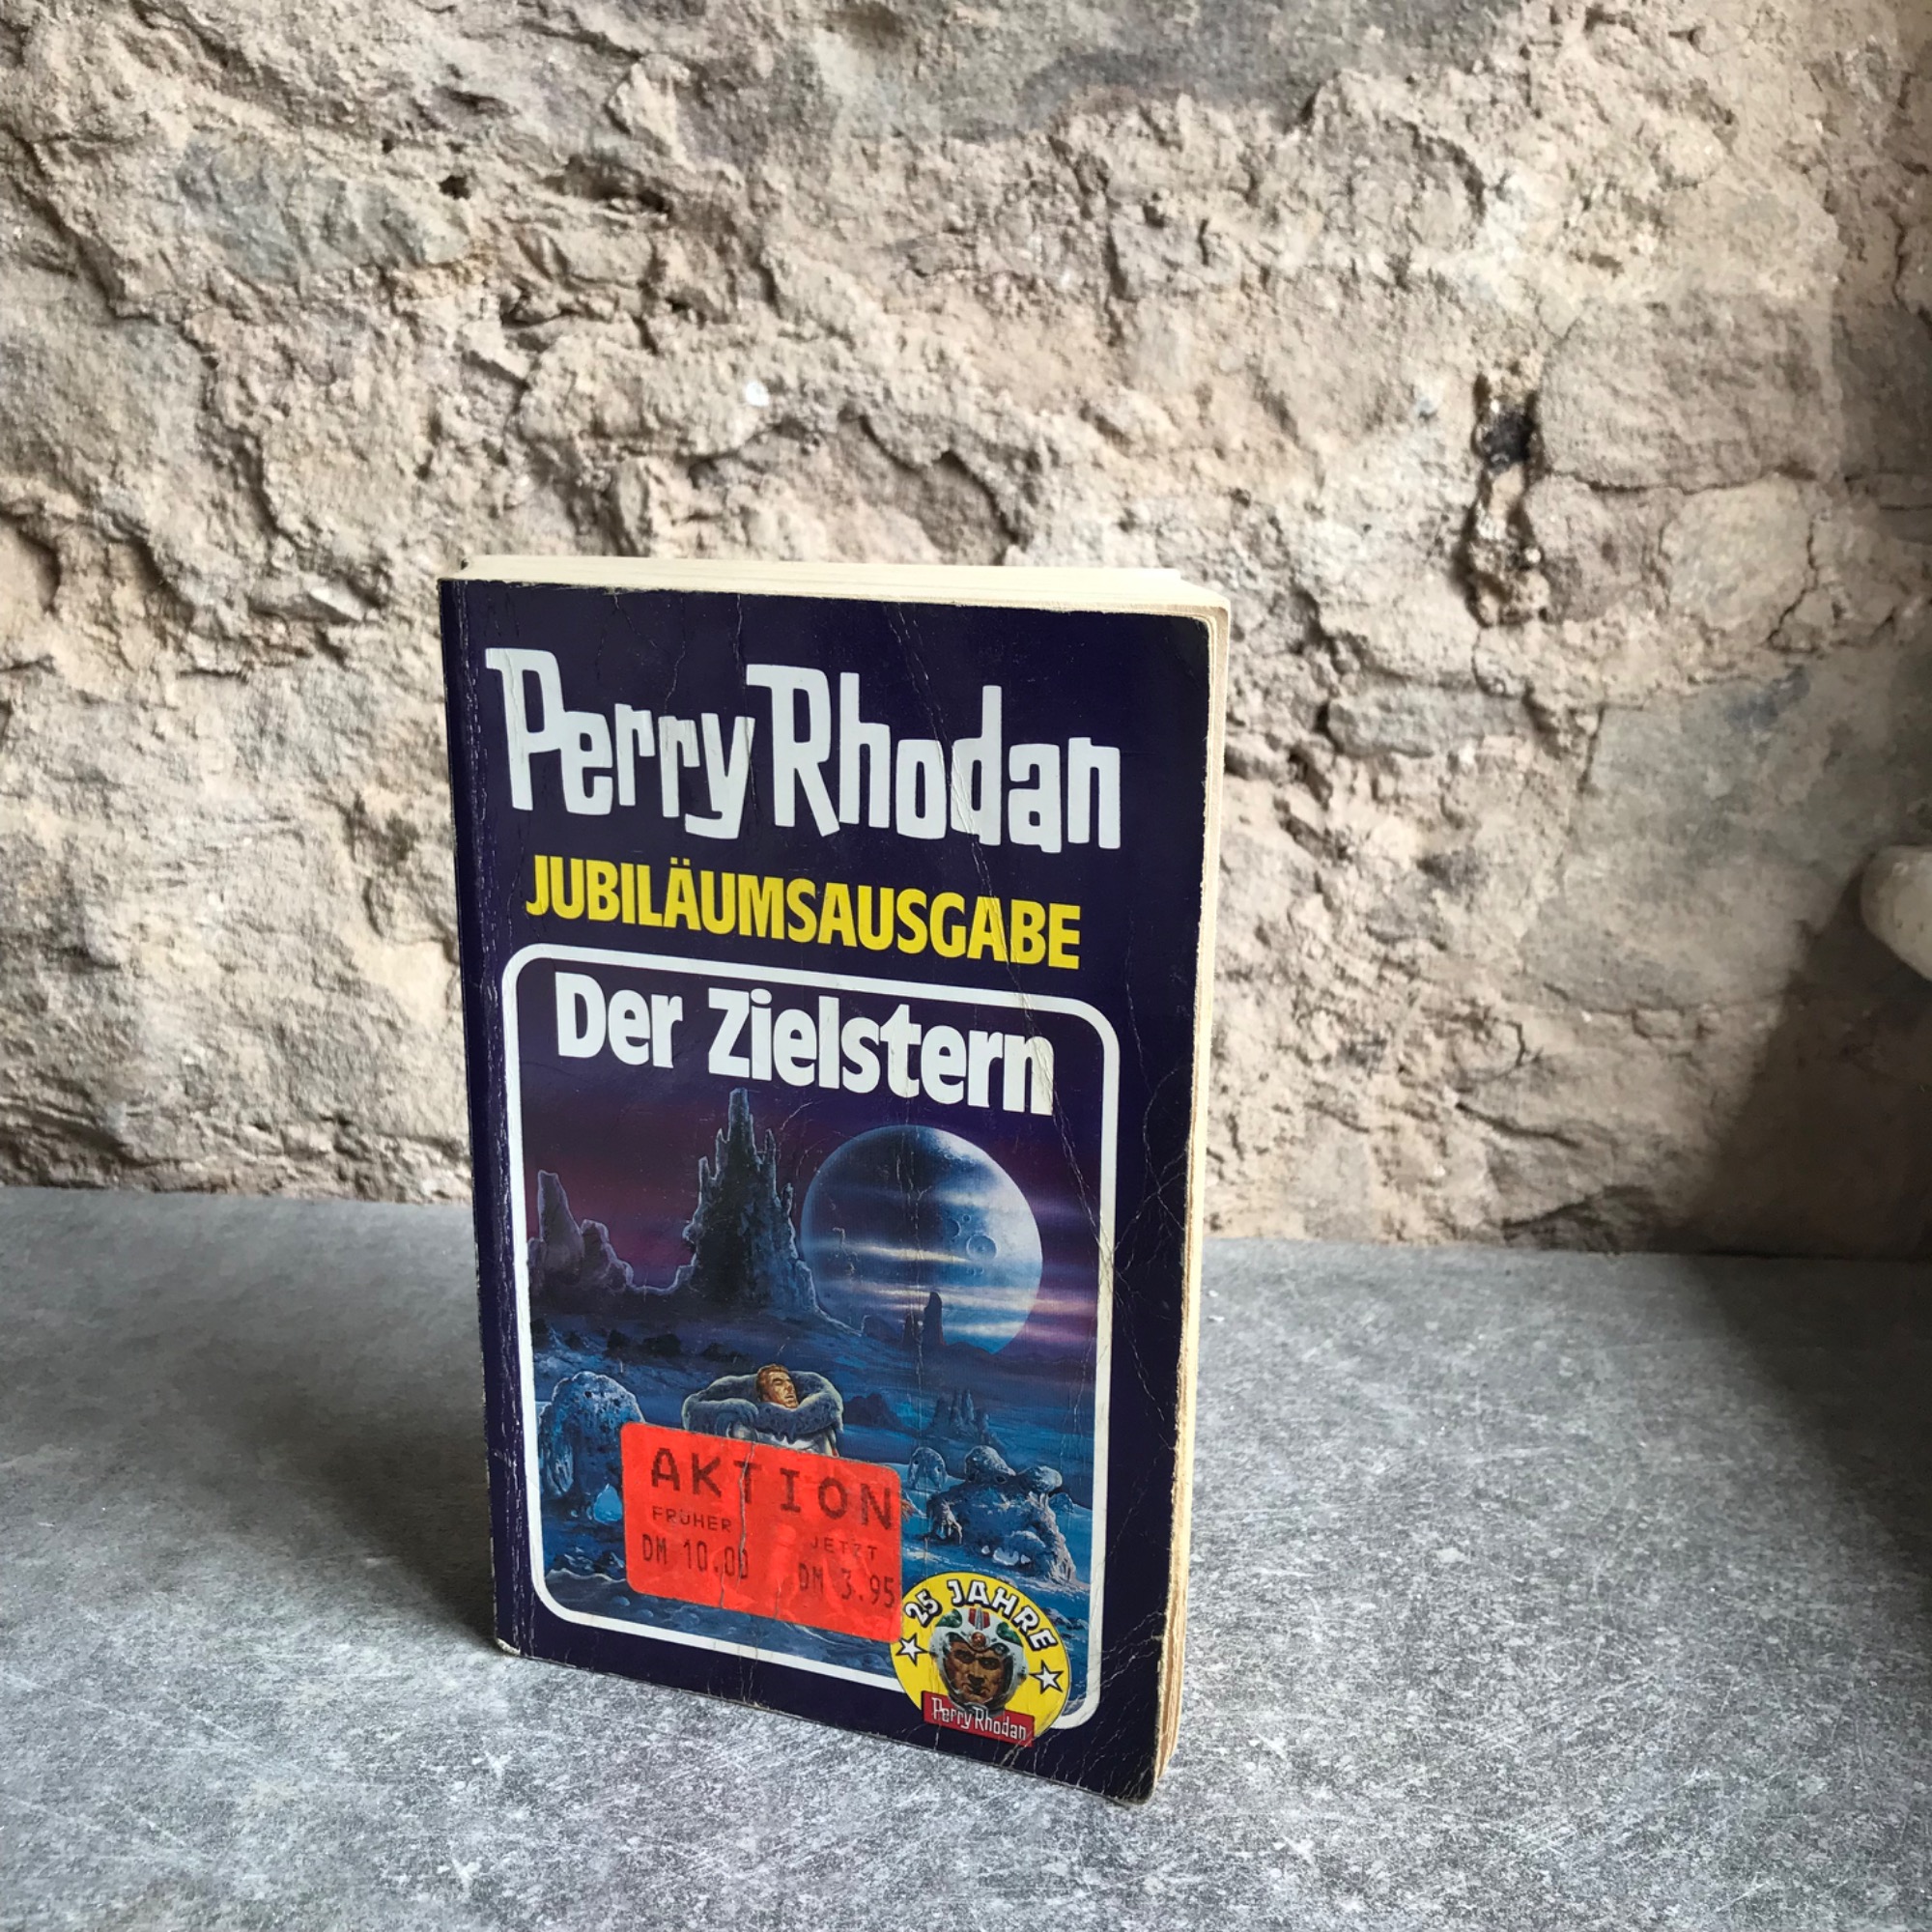 Perry Rhodan
JUBILÄUMSAUSGABE
Der Zielstern
AKTION
FRÜHER JETZT
DM 10.00 DM 3.95
25 JAHRE
Perry Rhodan